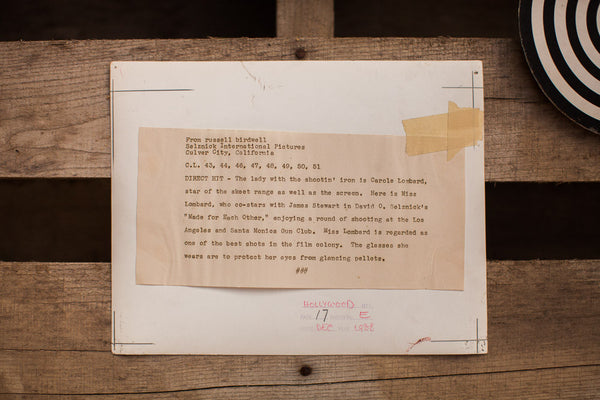 From russell birdwell
Selznick International Pictures
Culver City, California
C.L. 43, 44, 46, 47, 48, 49, 50, 51
DIRECT HIT - The lady with the shootin' iron is Carole Lombard,
star of the skeet range as well as the screen. Here is Miss
Lombard, who co-stars with James Stewart in David O. Selznick's
"Made for Each Other," enjoying a round of shooting at the Los
Angeles and Santa Monica Gun Club. Miss Lombard is regarded as
one of the best shots in the film colony. The glasses she
wears are to protect her eyes from glancing pellets.
###
HOLLYWOOD
17 E
DEC 1938